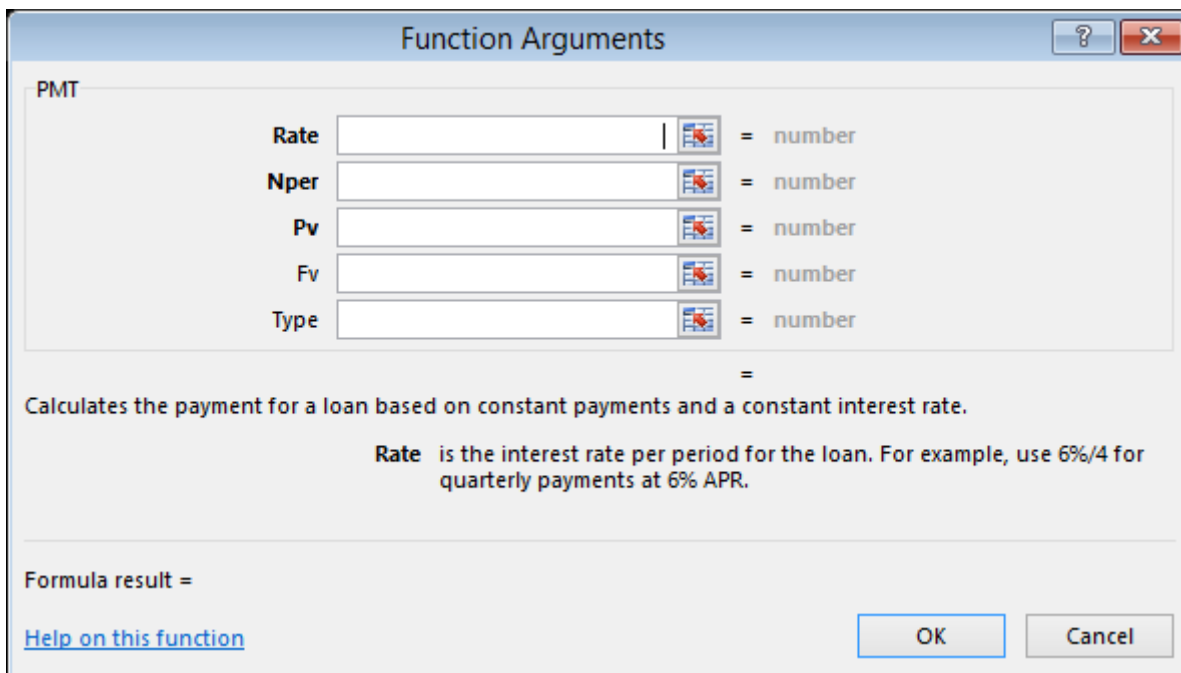 Function Arguments
?
PMT
Rate = number
Nper = number
Pv = number
Fv = number
Type = number
=
Calculates the payment for a loan based on constant payments and a constant interest rate.
Rate is the interest rate per period for the loan. For example, use 6%/4 for
quarterly payments at 6% APR.
Formula result =
Help on this function
OK Cancel